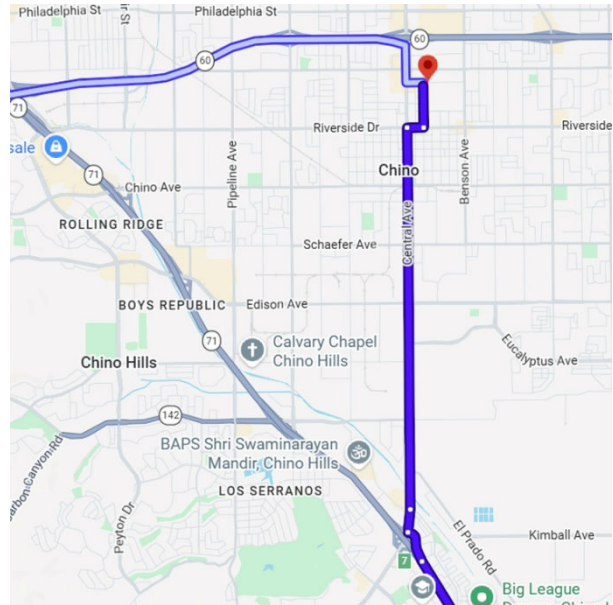 Philadelphia St
Philadelphia St
60
60
71
Riverside Dr
Riverside
sale
71
Chino
Pipeline Ave
Benson Ave
Chino Ave
ROLLING RIDGE
Schaefer Ave
Central Ave
BOYS REPUBLIC
Edison Ave
Eucalyptus Ave
71
Calvary Chapel
Chino Hills
Chino Hills
142
BAPS Shri Swaminarayan
Mandir, Chino Hills
LOS SERRANOS
Carbon Canyon Rd
Peyton Dr
El Prado Rd
Kimball Ave
7
Big League